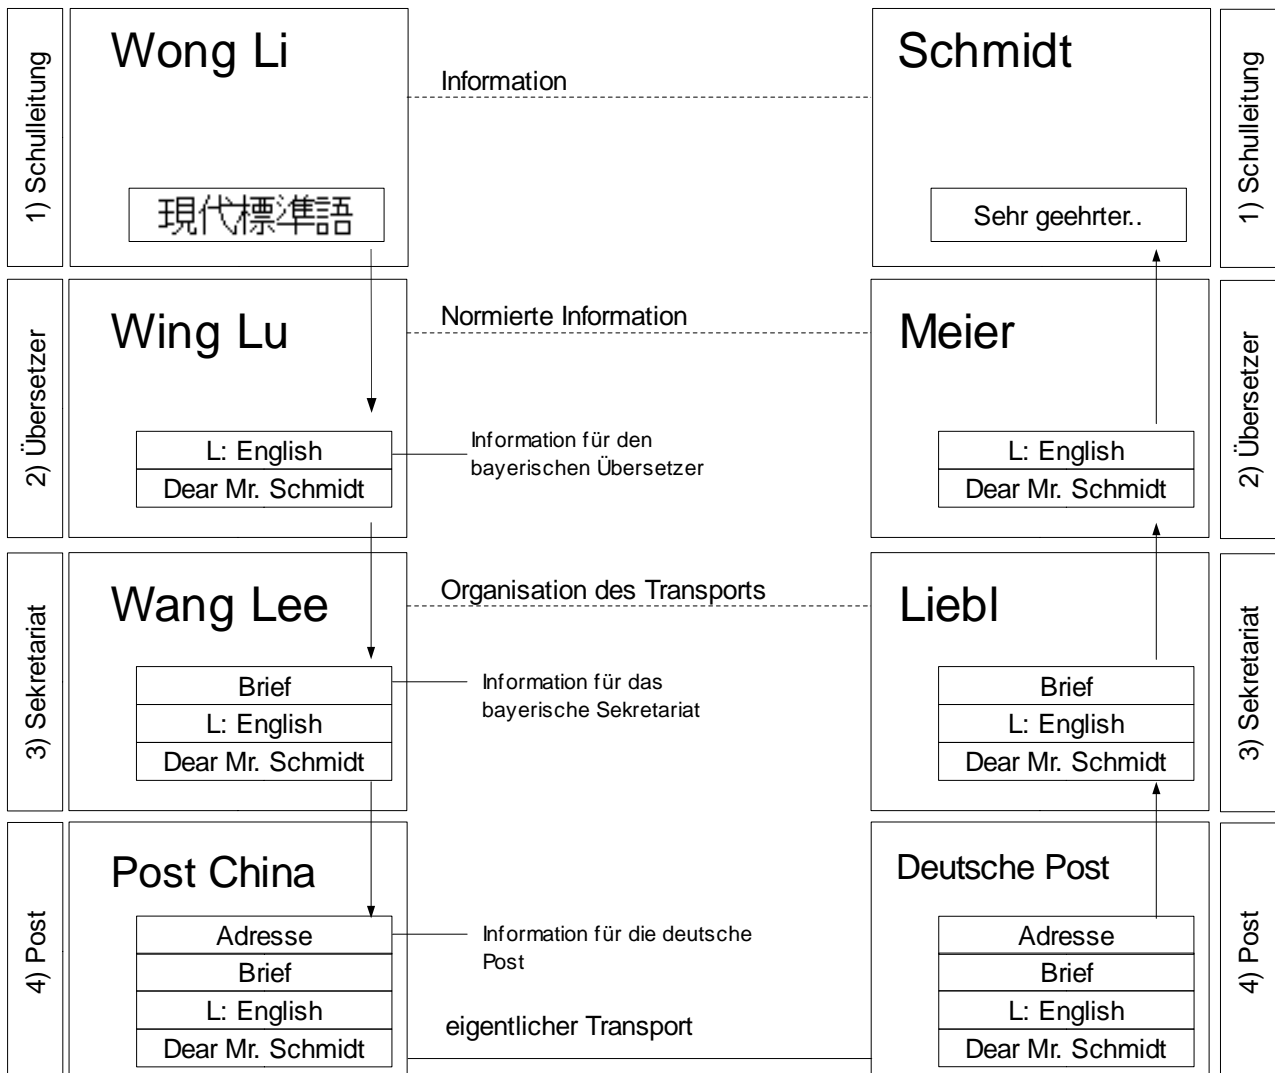 1) Schulleitung
Wong Li
現代標準語
Information
Schmidt
Sehr geehrter..
1) Schulleitung
2) Übersetzer
Wing Lu
L: English
Dear Mr. Schmidt
Normierte Information
Information für den
bayerischen Übersetzer
Meier
L: English
Dear Mr. Schmidt
2) Übersetzer
3) Sekretariat
Wang Lee
Brief
L: English
Dear Mr. Schmidt
Organisation des Transports
Information für das
bayerische Sekretariat
Liebl
Brief
L: English
Dear Mr. Schmidt
3) Sekretariat
4) Post
Post China
Adresse
Brief
L: English
Dear Mr. Schmidt
Information für die deutsche
Post
eigentlicher Transport
Deutsche Post
Adresse
Brief
L: English
Dear Mr. Schmidt
4) Post